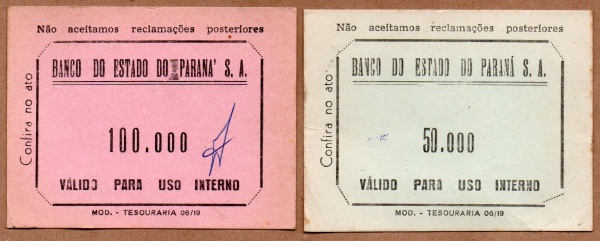 Não aceitamos reclamações posteriores
Confira no ato
BANCO DO ESTADO DO PARANA' S. A.
100.000
VÁLIDO PARA USO INTERNO
MOD. - TESOURARIA 06/19
Não aceitamos reclamações posteriores
Confira no ato
BANCO DO ESTADO DO PARANÁ S. A.
50.000
VÁLIDO PARA USO INTERNO
MOD. - TESOURARIA 06/19